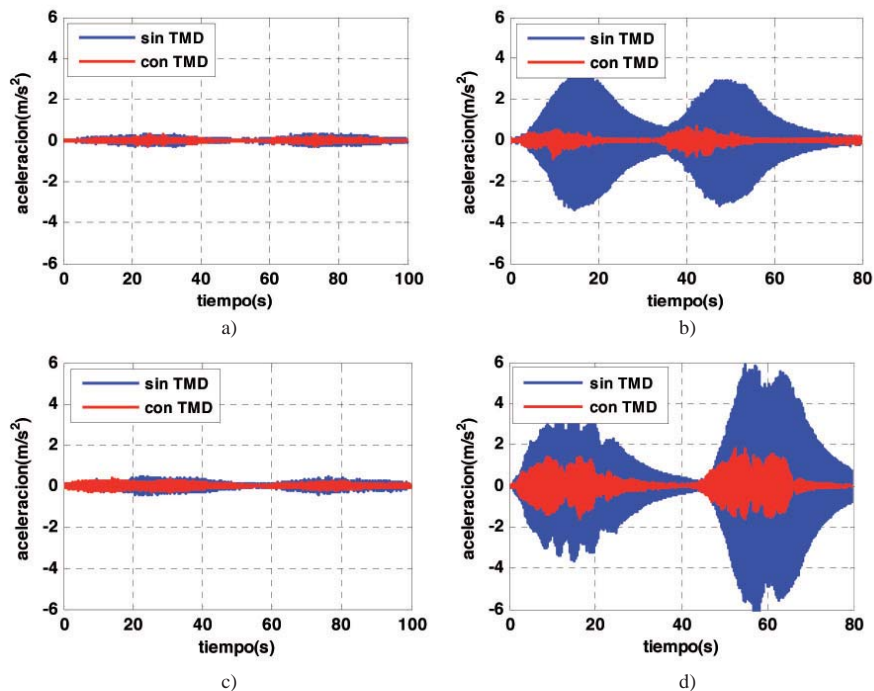 6
4
2
0
-2
-4
-6
aceleracion(m/s²)
sin TMD
con TMD
0 20 40 60 80 100
tiempo(s)
a)
6
4
2
0
-2
-4
-6
aceleracion(m/s²)
sin TMD
con TMD
0 20 40 60 80
tiempo(s)
b)
6
4
2
0
-2
-4
-6
aceleracion(m/s²)
sin TMD
con TMD
0 20 40 60 80 100
tiempo(s)
c)
6
4
2
0
-2
-4
-6
aceleracion(m/s²)
sin TMD
con TMD
0 20 40 60 80
tiempo(s)
d)